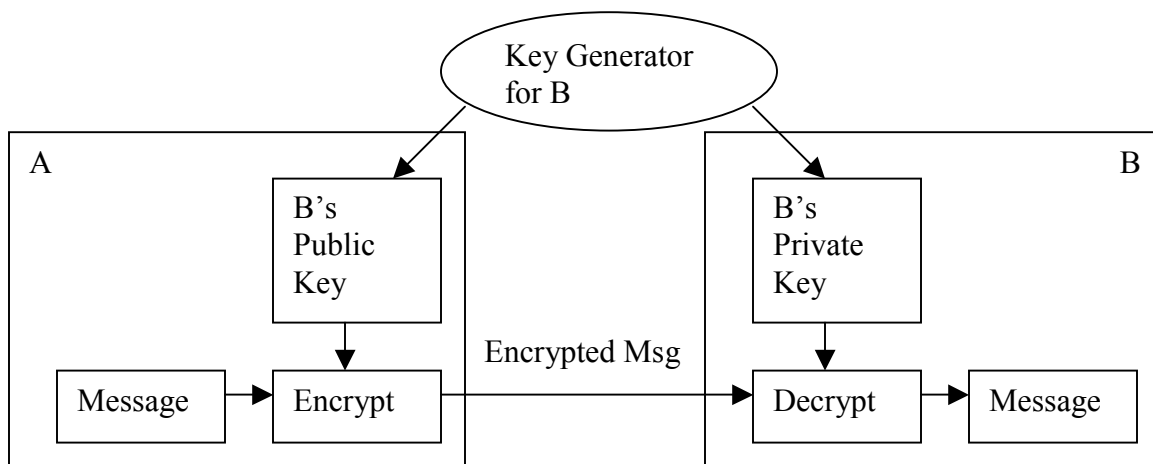 Key Generator
for B
A
B
B’s
Public
Key
B’s
Private
Key
Encrypted Msg
Message
Encrypt
Decrypt
Message